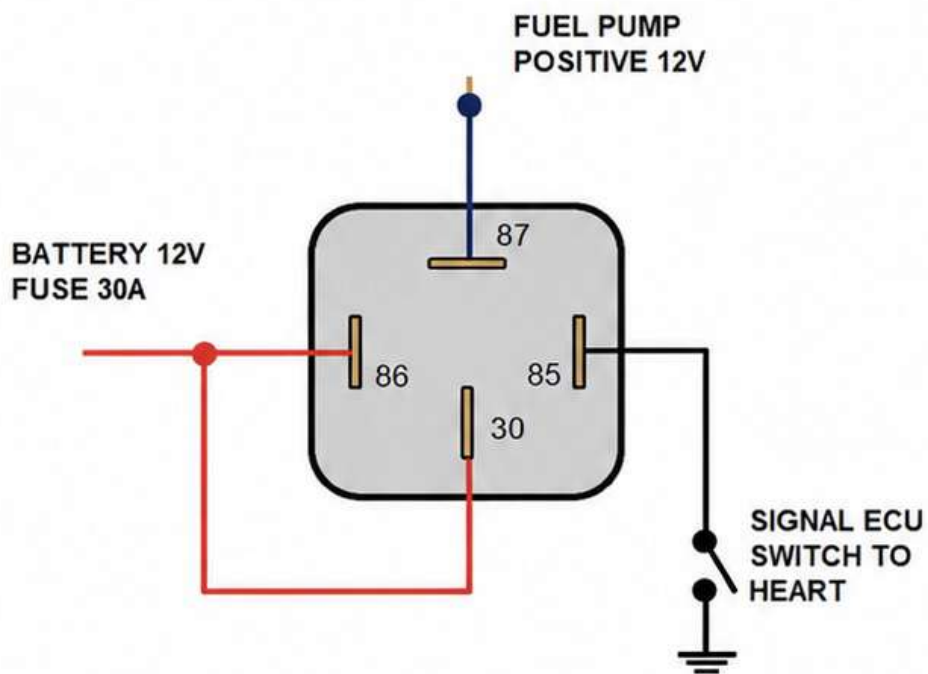 FUEL PUMP
POSITIVE 12V
87
BATTERY 12V
FUSE 30A
86
85
30
SIGNAL ECU
SWITCH TO
HEART